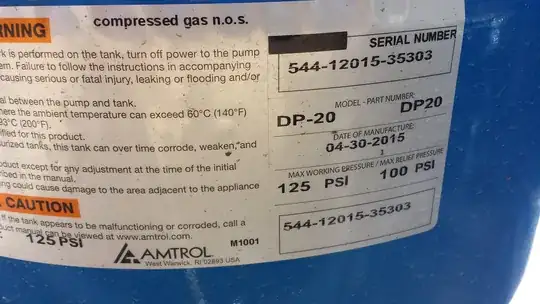 RNING
compressed gas n.o.s.
k is performed on the tank, turn off power to the pump
em. Failure to follow the instructions in accompanying
causing serious or fatal injury, leaking or flooding and/or
al between the pump and tank.
here the ambient temperature can exceed 60°C (140°F)
93°C (200°F).
ified for this product.
urized tanks, this tank can over time corrode, weaken, and
oduct except for any adjustment at the time of the initial
ribed in the manual.
ng could cause damage to the area adjacent to the appliance
CAUTION
If the tank appears to be malfunctioning or corroded, call a
duct manual can be viewed at www.amtrol.com.
125 PSI
AMTROL
West Warwick, RI 02893 USA
M1001
SERIAL NUMBER
544-12015-35303
MODEL - PART NUMBER:
DP-20 DP20
DATE OF MANUFACTURE:
04-30-2015
1
MAX WORKING PRESSURE / MAX RELIEF PRESSURE
125 PSI / 100 PSI
544-12015-35303